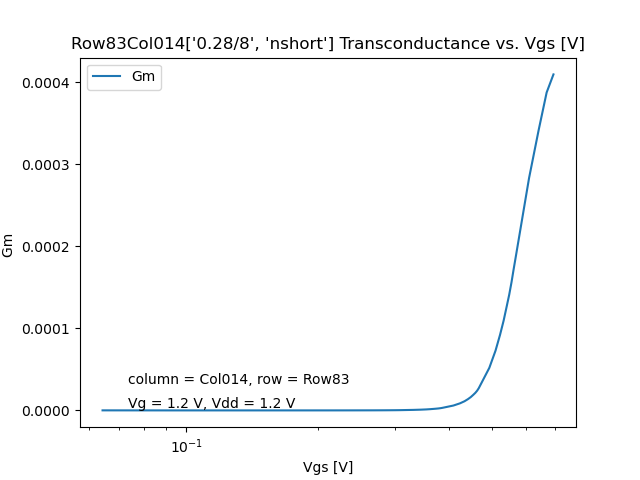 Row83Col014['0.28/8', 'nshort'] Transconductance vs. Vgs [V]
Gm
0.0004
0.0003
0.0002
0.0001
0.0000
Gm
column = Col014, row = Row83
Vg = 1.2 V, Vdd = 1.2 V
10⁻¹
Vgs [V]